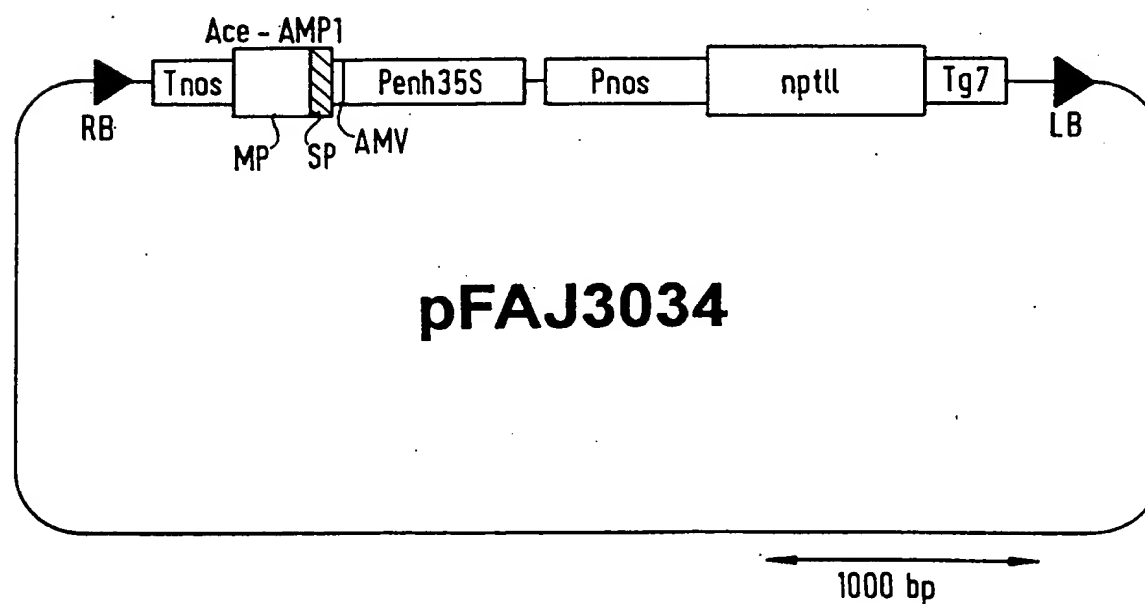 Ace - AMP1
Tnos
Penh35S
Pnos
nptII
Tg7
RB
MP
SP
AMV
LB
pFAJ3034
1000 bp